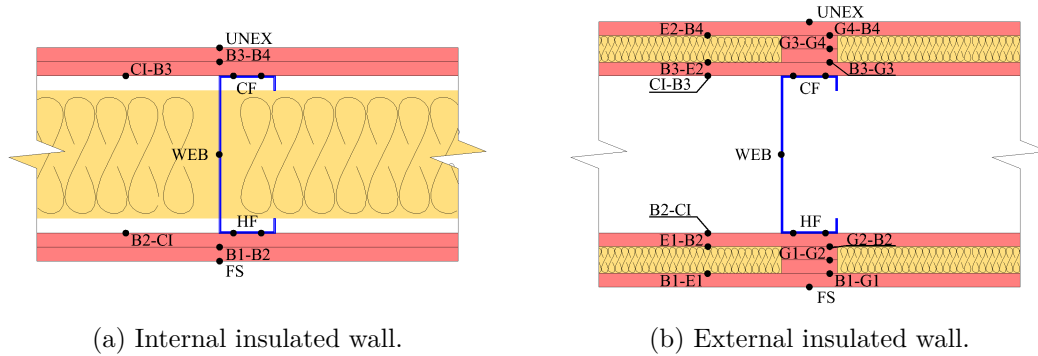 UNEX
B3-B4
CI-B3
CF
WEB
HF
B2-CI
B1-B2
FS
(a) Internal insulated wall.
UNEX
E2-B4
G4-B4
G3-G4
B3-E2
B3-G3
CI-B3
CF
WEB
B2-CI
HF
E1-B2
G2-B2
G1-G2
B1-E1
B1-G1
FS
(b) External insulated wall.